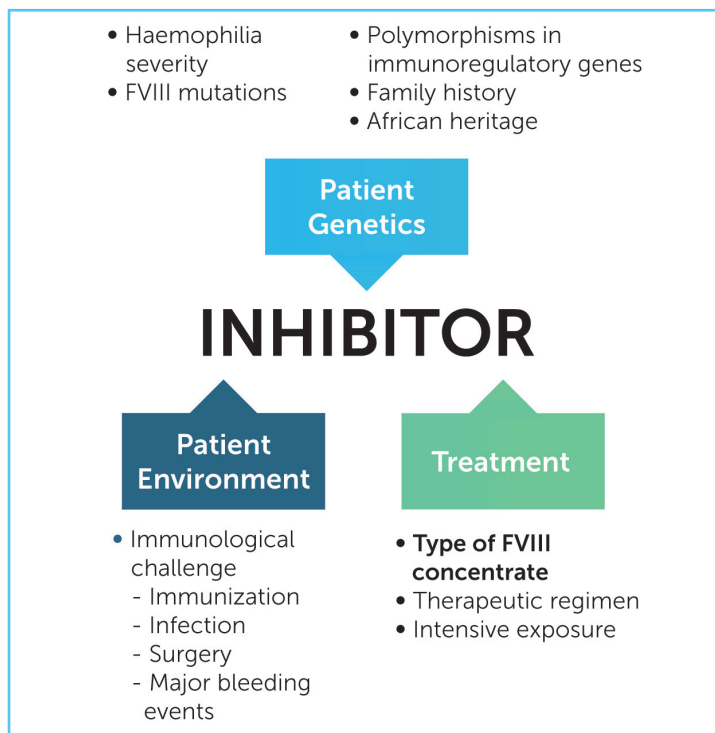 • Haemophilia
severity
• FVIII mutations
• Polymorphisms in
immunoregulatory genes
• Family history
• African heritage
Patient
Genetics
INHIBITOR
Patient
Environment
• Immunological
challenge
- Immunization
- Infection
- Surgery
- Major bleeding
events
Treatment
• Type of FVIII
concentrate
• Therapeutic regimen
• Intensive exposure